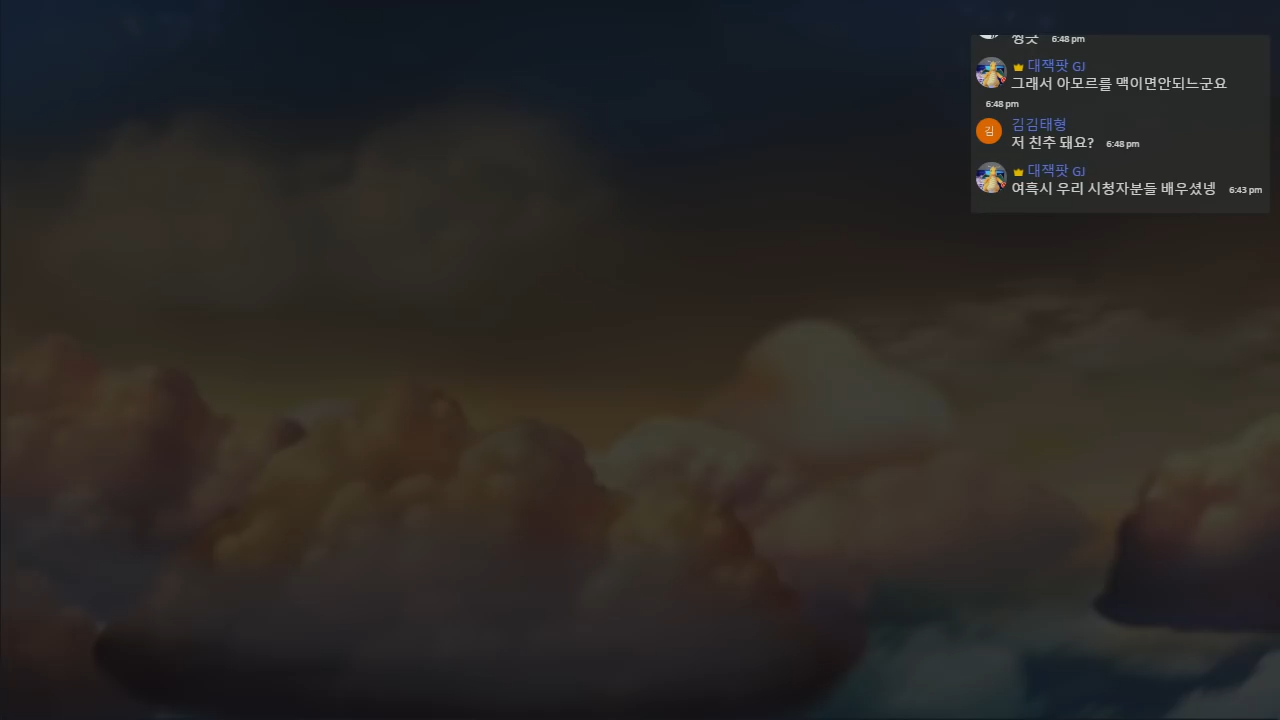 6:48 pm
대잭팟 GJ
그래서 아모르를 맥이면안되느군요
6:48 pm
김김태형
김
저 친추 돼요? 6:48 pm
대잭팟 GJ
여흑시 우리 시청자분들 배우셨넹 6:43 pm